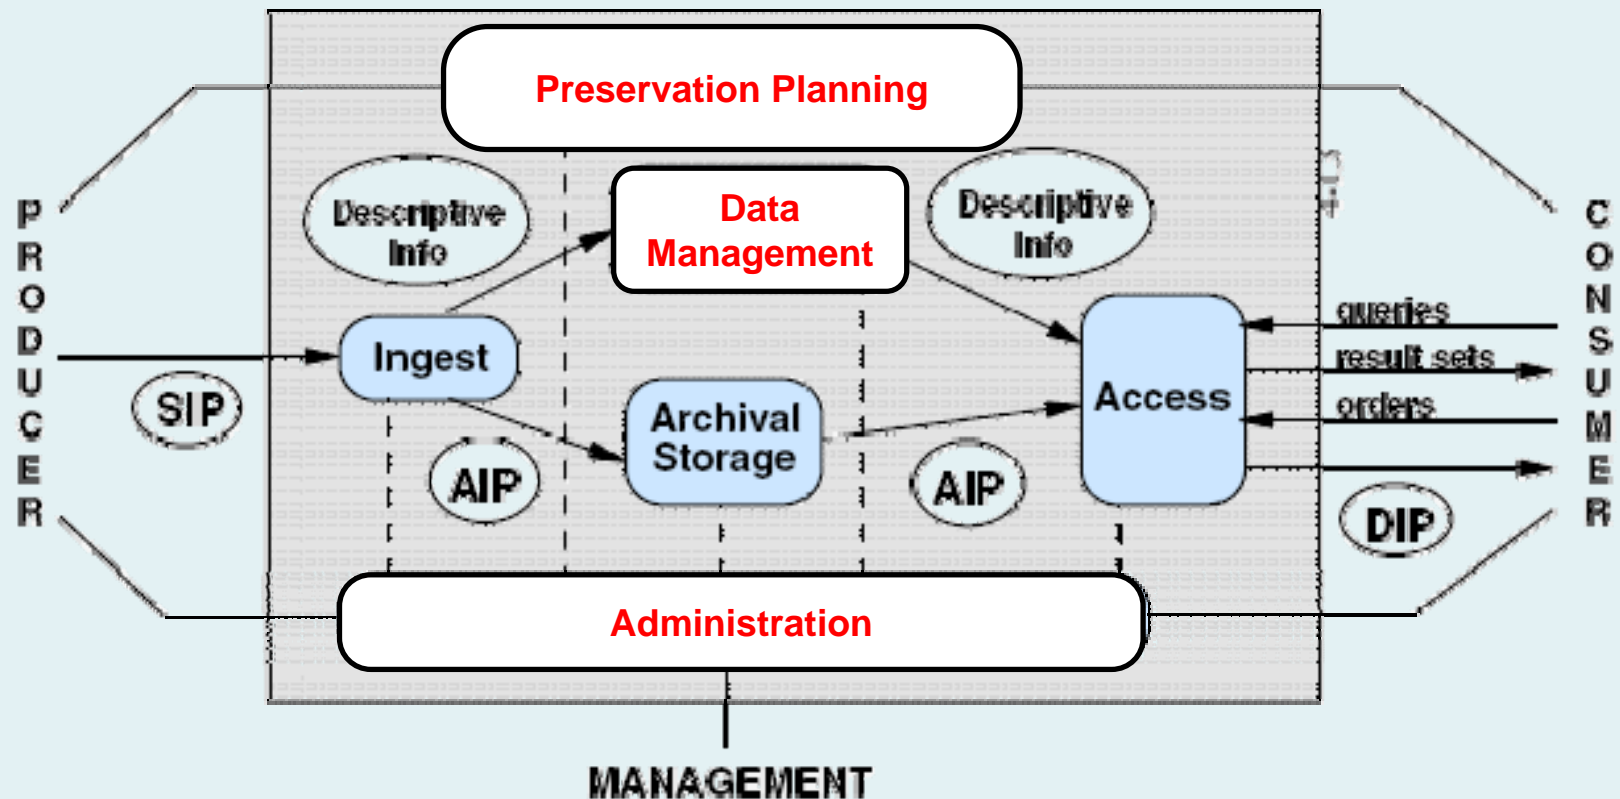 Preservation Planning
Descriptive
Info
Data
Management
Descriptive
Info
PRODUCER
CONSUMER
Ingest
SIP
Archival
Storage
Access
queries
result sets
orders
AIP
AIP
DIP
Administration
MANAGEMENT